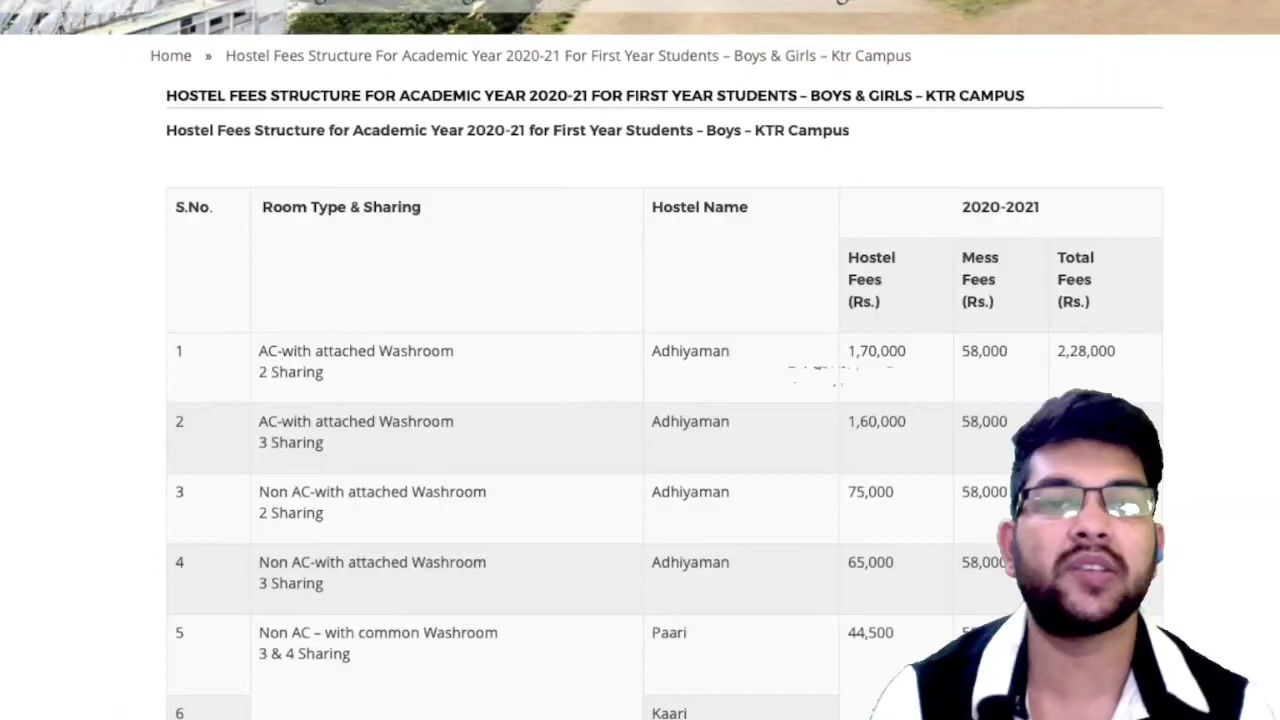 Home » Hostel Fees Structure For Academic Year 2020-21 For First Year Students – Boys & Girls – Ktr Campus
HOSTEL FEES STRUCTURE FOR ACADEMIC YEAR 2020-21 FOR FIRST YEAR STUDENTS – BOYS & GIRLS – KTR CAMPUS
Hostel Fees Structure for Academic Year 2020-21 for First Year Students – Boys – KTR Campus
S.No. Room Type & Sharing Hostel Name 2020-2021
Hostel Fees (Rs.) Mess Fees (Rs.) Total Fees (Rs.)
1 AC-with attached Washroom Adhiyaman 1,70,000 58,000 2,28,000
2 Sharing
2 AC-with attached Washroom Adhiyaman 1,60,000 58,000
3 Sharing
3 Non AC-with attached Washroom Adhiyaman 75,000 58,000
2 Sharing
4 Non AC-with attached Washroom Adhiyaman 65,000 58,000
3 Sharing
5 Non AC – with common Washroom Paari 44,500
3 & 4 Sharing
6 Kaari